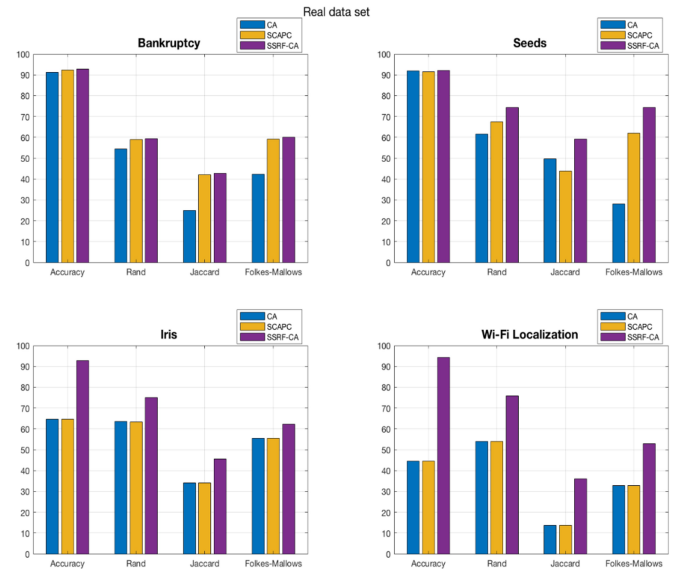 Real data set
Bankruptcy
CA
SCAPC
SSRF-CA
100
90
80
70
60
50
40
30
20
10
0
Accuracy Rand Jaccard Folkes-Mallows
Seeds
CA
SCAPC
SSRF-CA
100
90
80
70
60
50
40
30
20
10
0
Accuracy Rand Jaccard Folkes-Mallows
Iris
CA
SCAPC
SSRF-CA
100
90
80
70
60
50
40
30
20
10
0
Accuracy Rand Jaccard Folkes-Mallows
Wi-Fi Localization
CA
SCAPC
SSRF-CA
100
90
80
70
60
50
40
30
20
10
0
Accuracy Rand Jaccard Folkes-Mallows